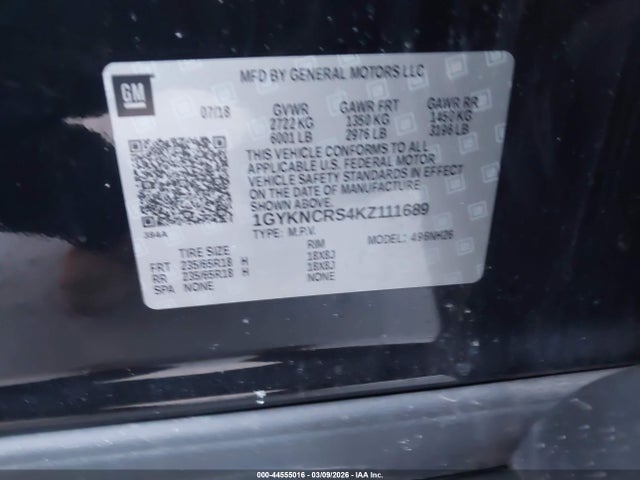 MFD BY GENERAL MOTORS LLC
GM
07/18 GVWR GAWR FRT GAWR RR
2722 KG 1350 KG 1450 KG
6001 LB 2976 LB 3196 LB
THIS VEHICLE CONFORMS TO ALL
APPLICABLE U.S. FEDERAL MOTOR
VEHICLE SAFETY STANDARDS IN EFFECT
ON THE DATE OF MANUFACTURE
SHOWN ABOVE.
1GYKNCRS4KZ111689
384A TYPE: M.P.V. MODEL: 496NH26
TIRE SIZE RIM
FRT 235/65R18 H 18X8J
RR 235/65R18 H 18X8J
SPA NONE NONE
000-44555016 - 03/09/2026 - IAA Inc.